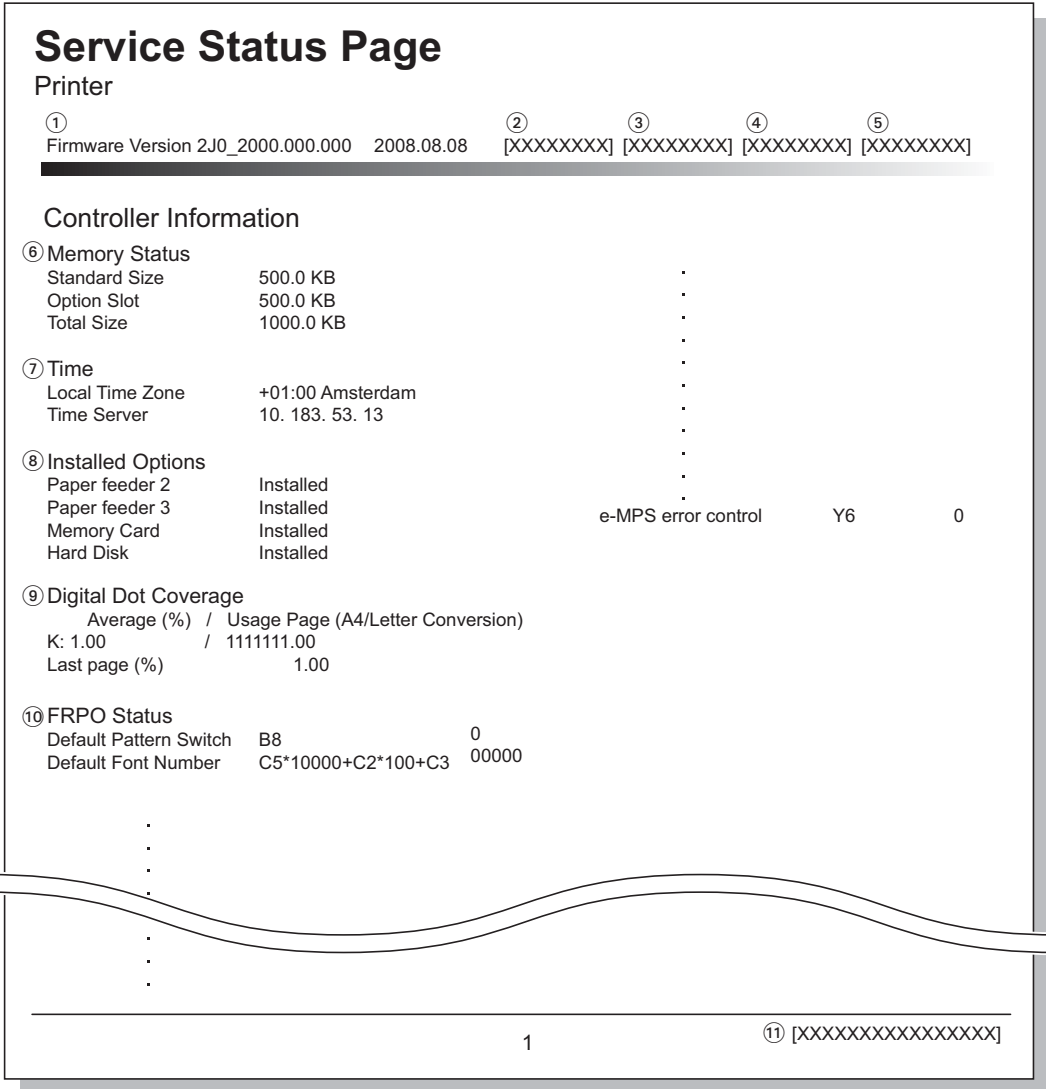 Service Status Page
Printer
① ② ③ ④ ⑤
Firmware Version 2J0_2000.000.000 2008.08.08 [XXXXXXXX] [XXXXXXXX] [XXXXXXXX] [XXXXXXXX]
Controller Information
⑥ Memory Status
Standard Size 500.0 KB
Option Slot 500.0 KB
Total Size 1000.0 KB
⑦ Time
Local Time Zone +01:00 Amsterdam
Time Server 10. 183. 53. 13
⑧ Installed Options
Paper feeder 2 Installed
Paper feeder 3 Installed
Memory Card Installed
Hard Disk Installed
e-MPS error control Y6 0
⑨ Digital Dot Coverage
Average (%) / Usage Page (A4/Letter Conversion)
K: 1.00 / 1111111.00
Last page (%) 1.00
⑩ FRPO Status
Default Pattern Switch B8 0
Default Font Number C5*10000+C2*100+C3 00000
1
⑪ [XXXXXXXXXXXXXXXX]